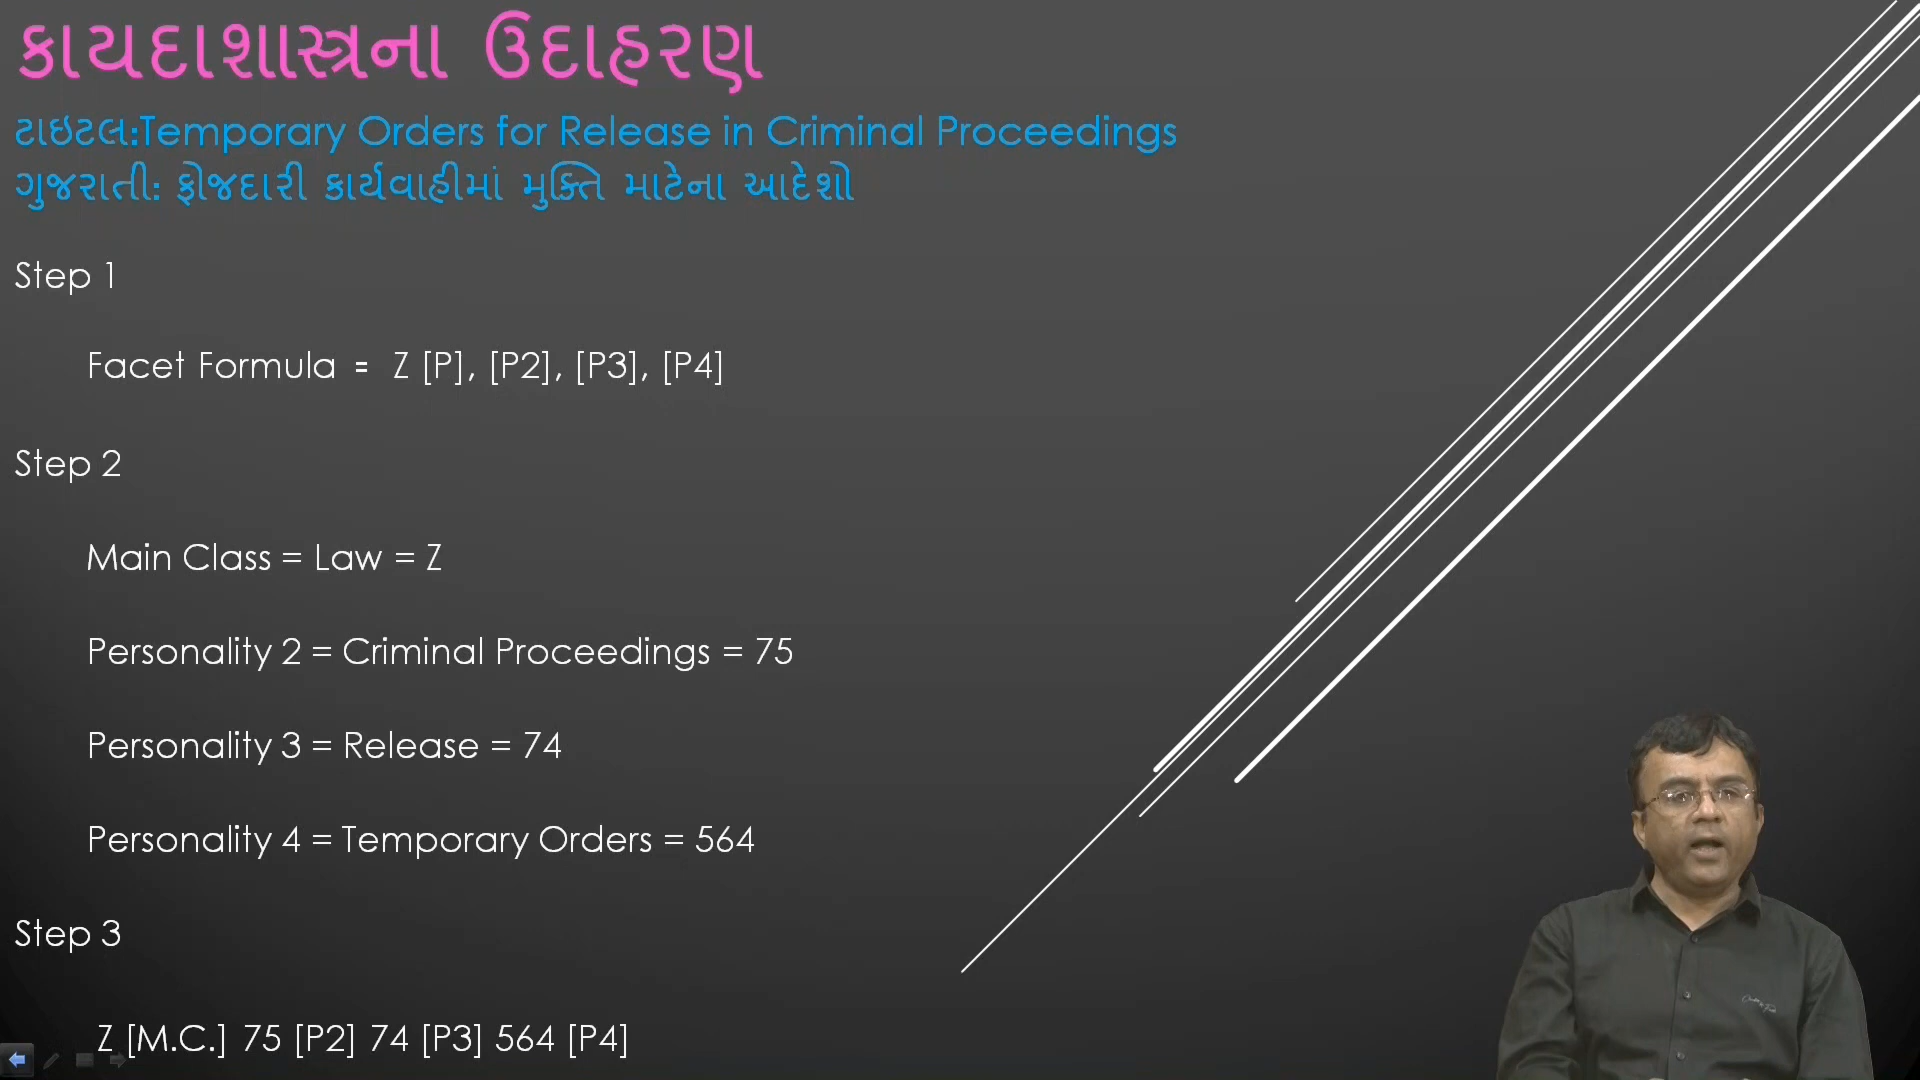 કાયદાશાસ્ત્રના ઉદાહરણ
ટાઇટલ:Temporary Orders for Release in Criminal Proceedings
ગુજરાતી: ફોજદારી કાર્યવાહીમાં મુક્તિ માટેના આદેશો
Step 1
Facet Formula = Z [P], [P2], [P3], [P4]
Step 2
Main Class = Law = Z
Personality 2 = Criminal Proceedings = 75
Personality 3 = Release = 74
Personality 4 = Temporary Orders = 564
Step 3
Z [M.C.] 75 [P2] 74 [P3] 564 [P4]